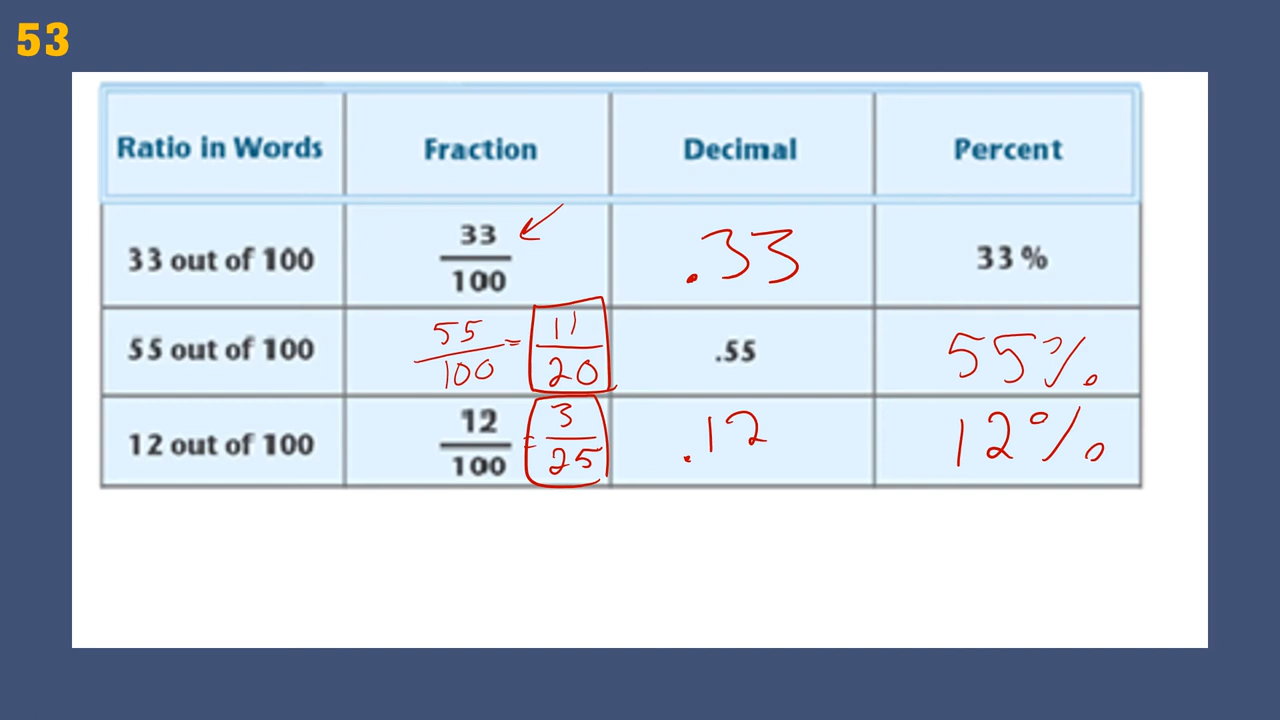 53
Ratio in Words Fraction Decimal Percent
33 out of 100 33/100 .33 33 %
55 out of 100 55/100 = 11/20 .55 55%
12 out of 100 12/100 = 3/25 .12 12%